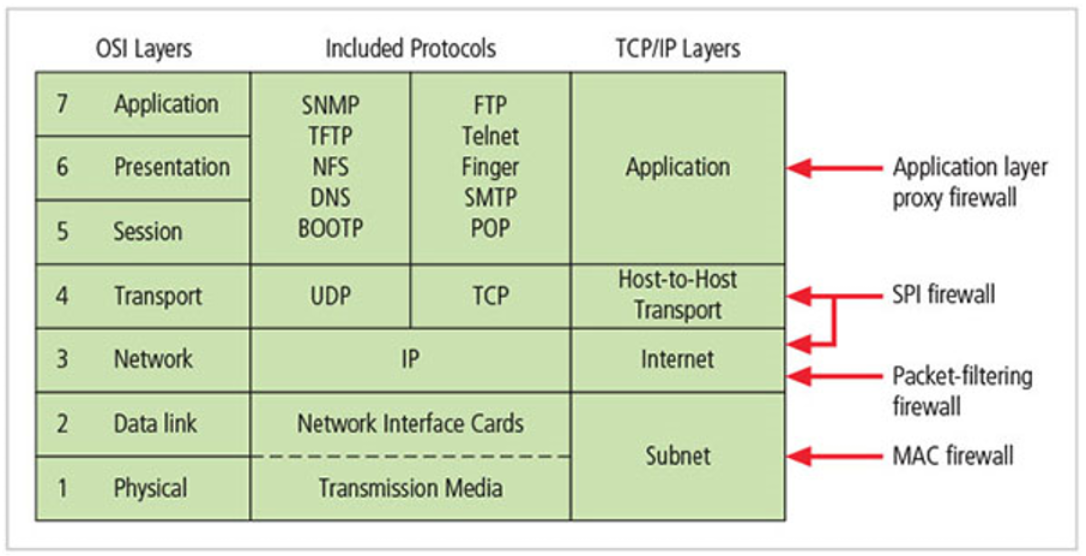 OSI Layers
Included Protocols
TCP/IP Layers
7 Application
SNMP
TFTP
NFS
DNS
BOOTP
FTP
Telnet
Finger
SMTP
POP
Application
Application layer
proxy firewall
6 Presentation
5 Session
4 Transport
UDP
TCP
Host-to-Host
Transport
SPI firewall
3 Network
IP
Internet
Packet-filtering
firewall
2 Data link
Network Interface Cards
Subnet
MAC firewall
1 Physical
Transmission Media